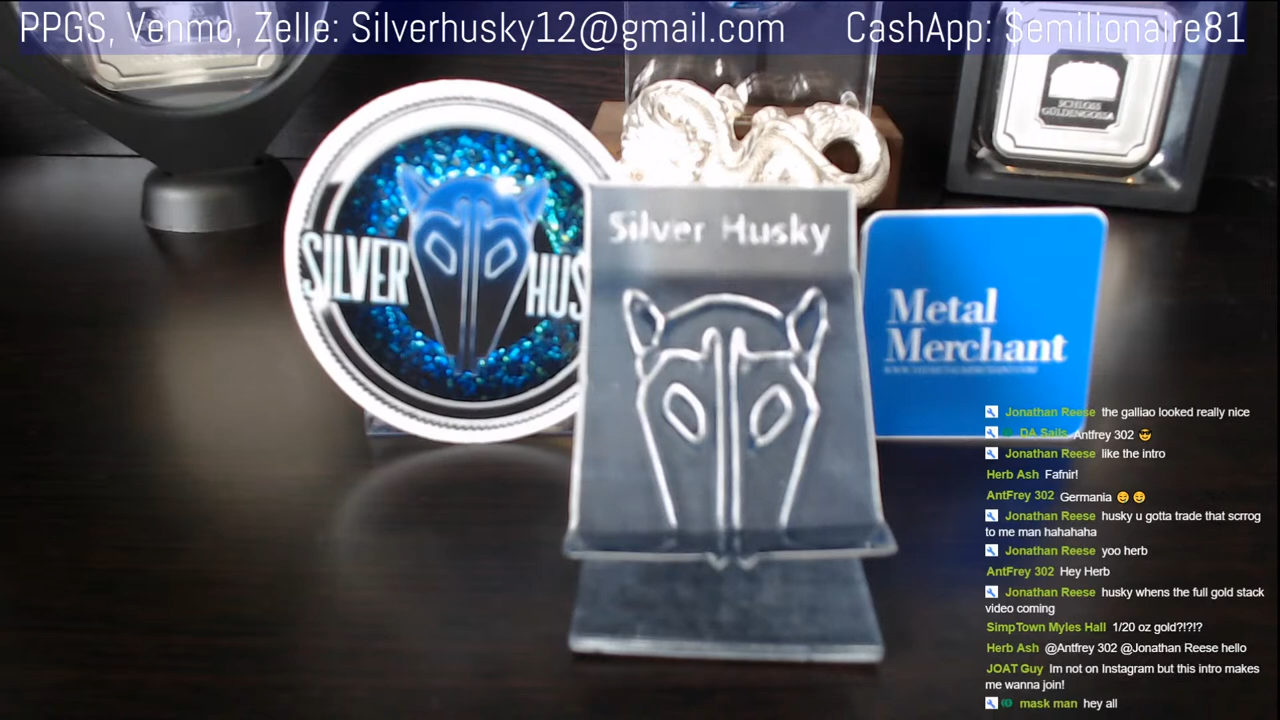 PPGS, Venmo, Zelle: Silverhusky12@gmail.com CashApp: $emilionaire81
SCHLOSS
GÜLDENGOSSA
SILVER HUS
Silver Husky
Metal
Merchant
Jonathan Reese the galliao looked really nice
DA Sails Antfrey 302 😎
Jonathan Reese like the intro
Herb Ash Fafnir!
AntFrey 302 Germania 😊 😊
Jonathan Reese husky u gotta trade that scrrog
to me man hahahaha
Jonathan Reese yoo herb
AntFrey 302 Hey Herb
Jonathan Reese husky whens the full gold stack
video coming
SimpTown Myles Hall 1/20 oz gold?!?!?
Herb Ash @Antfrey 302 @Jonathan Reese hello
JOAT Guy Im not on Instagram but this intro makes
me wanna join!
mask man hey all